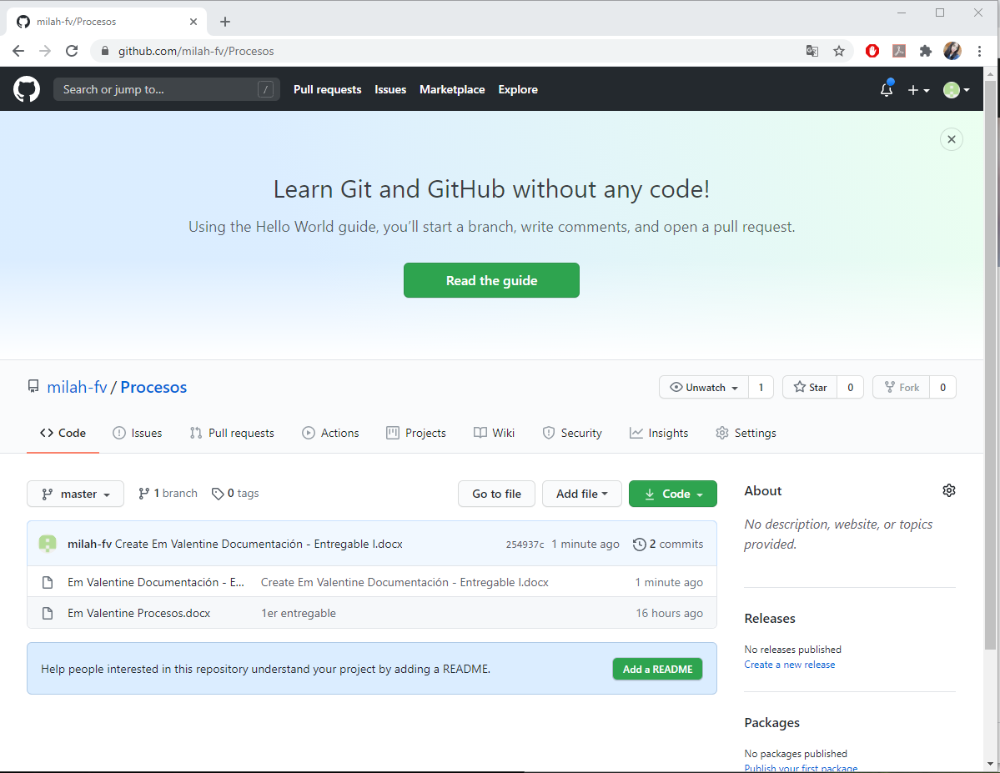 milah-fv/Procesos
github.com/milah-fv/Procesos
Search or jump to... /
Pull requests Issues Marketplace Explore
Learn Git and GitHub without any code!
Using the Hello World guide, you’ll start a branch, write comments, and open a pull request.
Read the guide
milah-fv / Procesos
Unwatch 1 Star 0 Fork 0
Code Issues Pull requests Actions Projects Wiki Security Insights Settings
master 1 branch 0 tags Go to file Add file Code
milah-fv Create Em Valentine Documentación - Entregable I.docx 254937c 1 minute ago 2 commits
Em Valentine Documentación - E... Create Em Valentine Documentación - Entregable I.docx 1 minute ago
Em Valentine Procesos.docx 1er entregable 16 hours ago
Help people interested in this repository understand your project by adding a README. Add a README
About
No description, website, or topics
provided.
Releases
No releases published
Create a new release
Packages
No packages published
Publish your first package